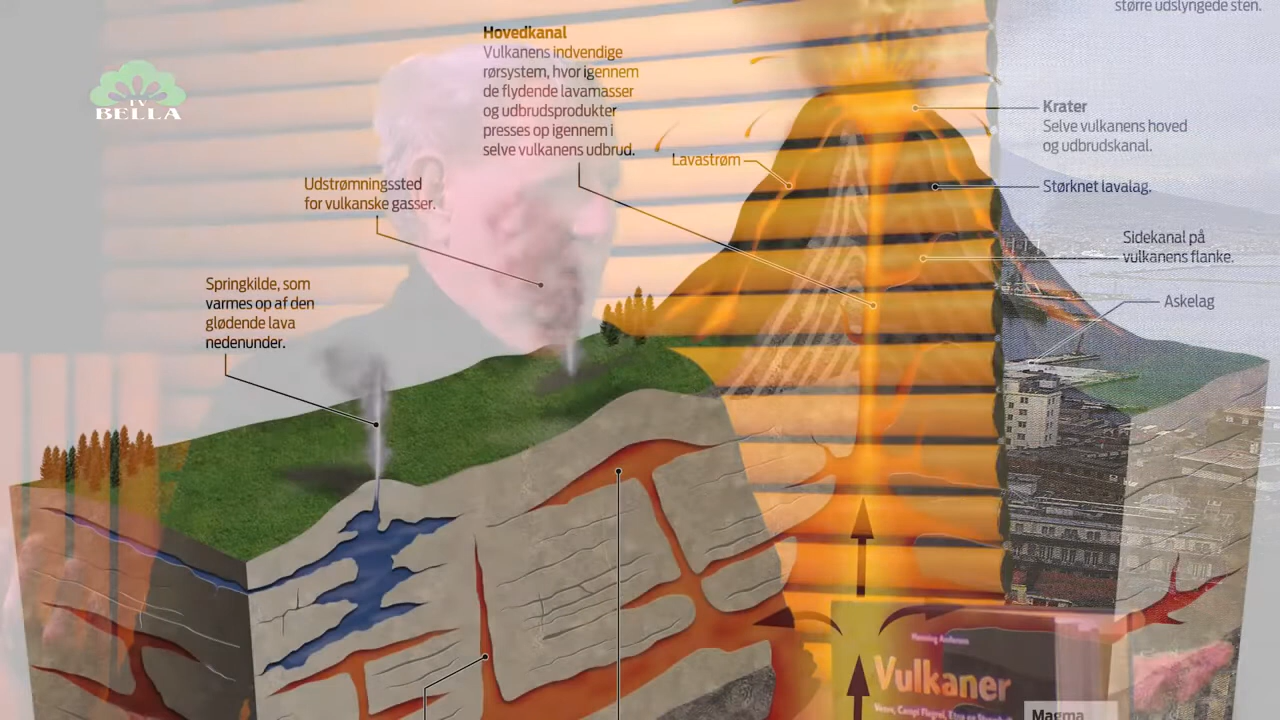 større udslyngede sten.
Hovedkanal
Vulkanens indvendige
rørsystem, hvor igennem
de flydende lavamasser
og udbrudsprodukter
presses op igennem i
selve vulkanens udbrud.
TV
BELLA
Krater
Selve vulkanens hoved
og udbrudskanal.
Lavastrøm
Størknet lavalag.
Udstrømningssted
for vulkanske gasser.
Sidekanal på
vulkanens flanke.
Askelag
Springkilde, som
varmes op af den
glødende lava
nedenunder.
Henning Andersen
Vulkaner
Magma